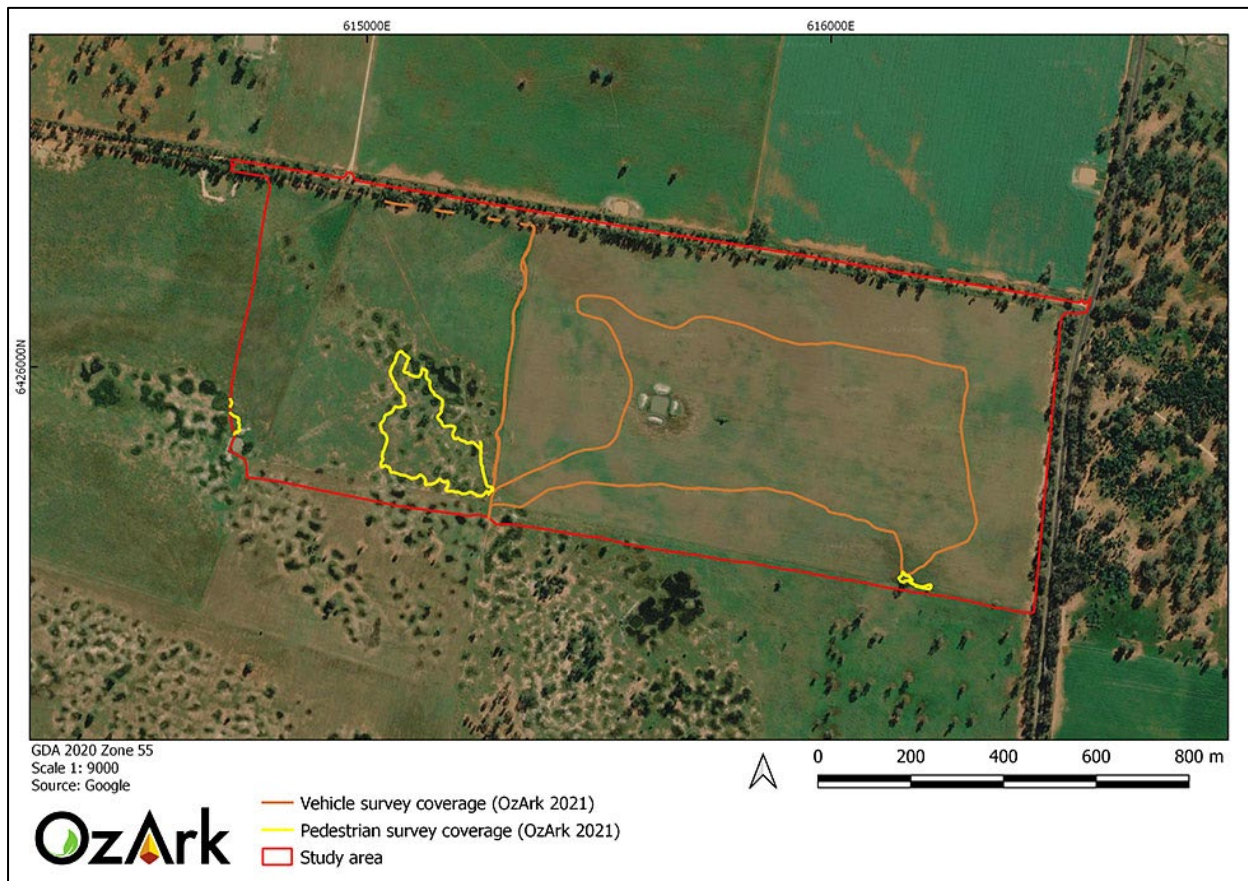 615000E
616000E
6426000N
GDA 2020 Zone 55
Scale 1: 9000
Source: Google
0 200 400 600 800 m
OzArk
Vehicle survey coverage (OzArk 2021)
Pedestrian survey coverage (OzArk 2021)
Study area